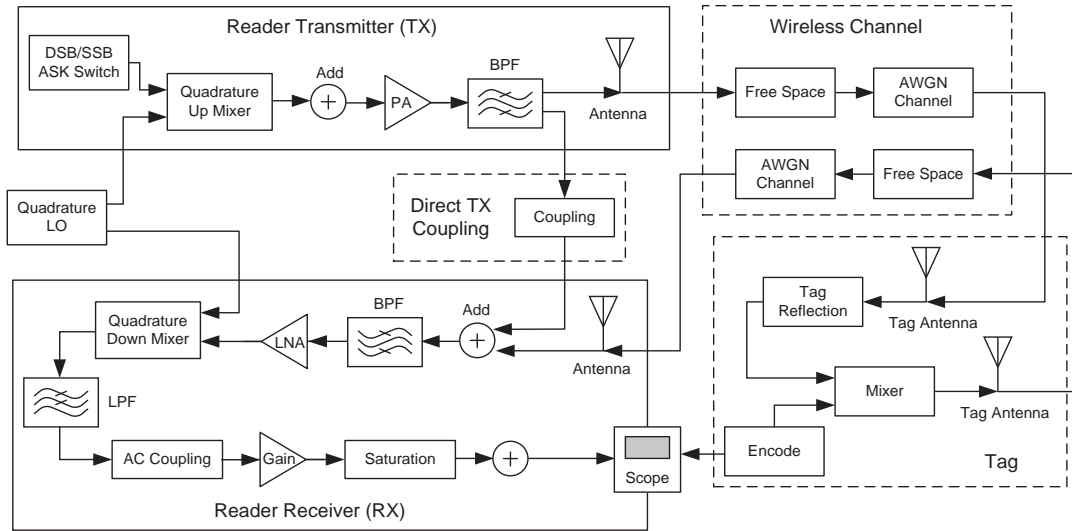 Reader Transmitter (TX)
DSB/SSB
ASK Switch
Quadrature
Up Mixer
Add
PA
BPF
Antenna
Wireless Channel
Free Space
AWGN
Channel
AWGN
Channel
Free Space
Quadrature
LO
Direct TX
Coupling
Coupling
Quadrature
Down Mixer
LNA
BPF
Add
Antenna
LPF
AC Coupling
Gain
Saturation
Scope
Reader Receiver (RX)
Tag
Reflection
Tag Antenna
Mixer
Tag Antenna
Encode
Tag